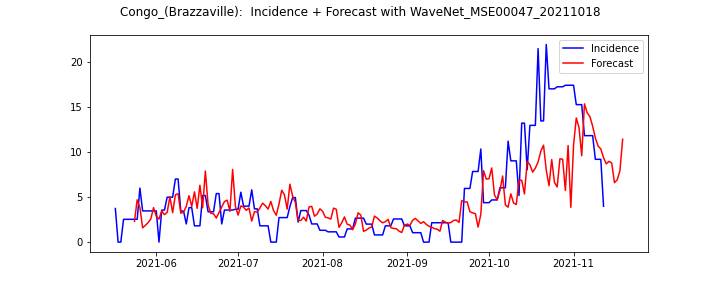 Congo_(Brazzaville):  Incidence + Forecast with WaveNet_MSE00047_20211018
Incidence
Forecast
20
15
10
5
0
2021-06 2021-07 2021-08 2021-09 2021-10 2021-11